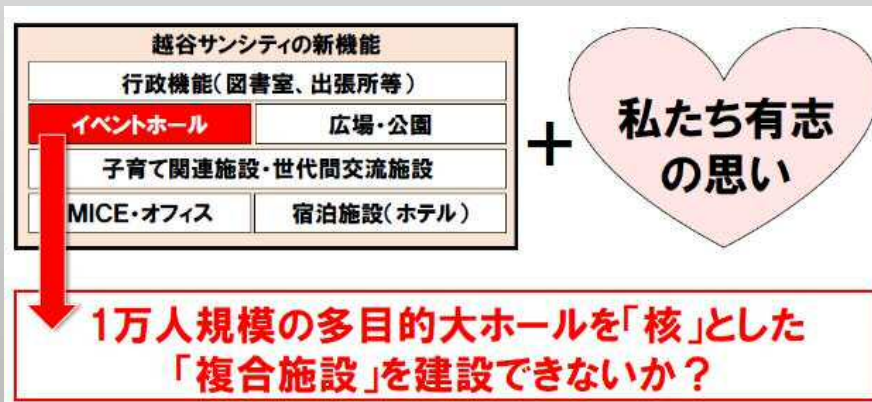 越谷サンシティの新機能
行政機能(図書室、出張所等)
イベントホール
広場・公園
子育て関連施設・世代間交流施設
MICE・オフィス
宿泊施設(ホテル)
+
私たち有志
の思い
1万人規模の多目的大ホールを「核」とした
「複合施設」を建設できないか？